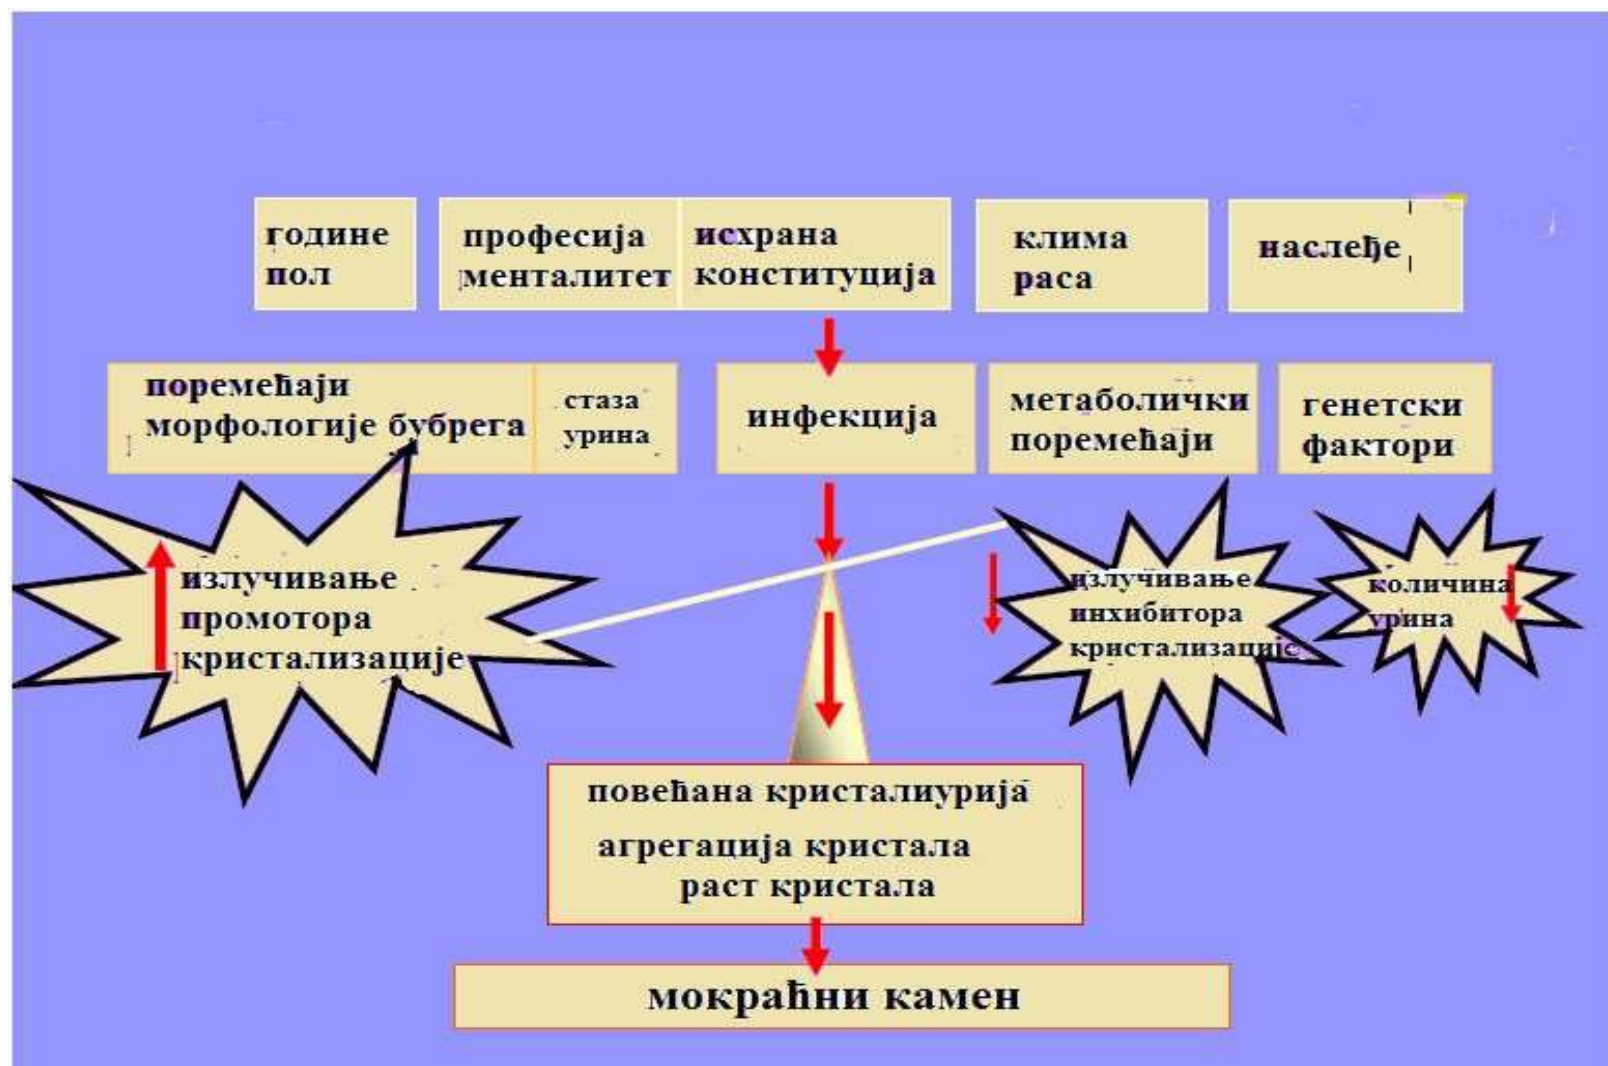 године
пол
професија
менталитет
исхрана
конституција
клима
раса
наслеђе
поремећаји
морфологије бубрега
стаза
урина
инфекција
метаболички
поремећаји
генетски
фактори
излучивање
промотора
кристализације
излучивање
инхибитора
кристализације
количина
урина
повећана кристалиурија
агрегација кристала
раст кристала
мокраћни камен